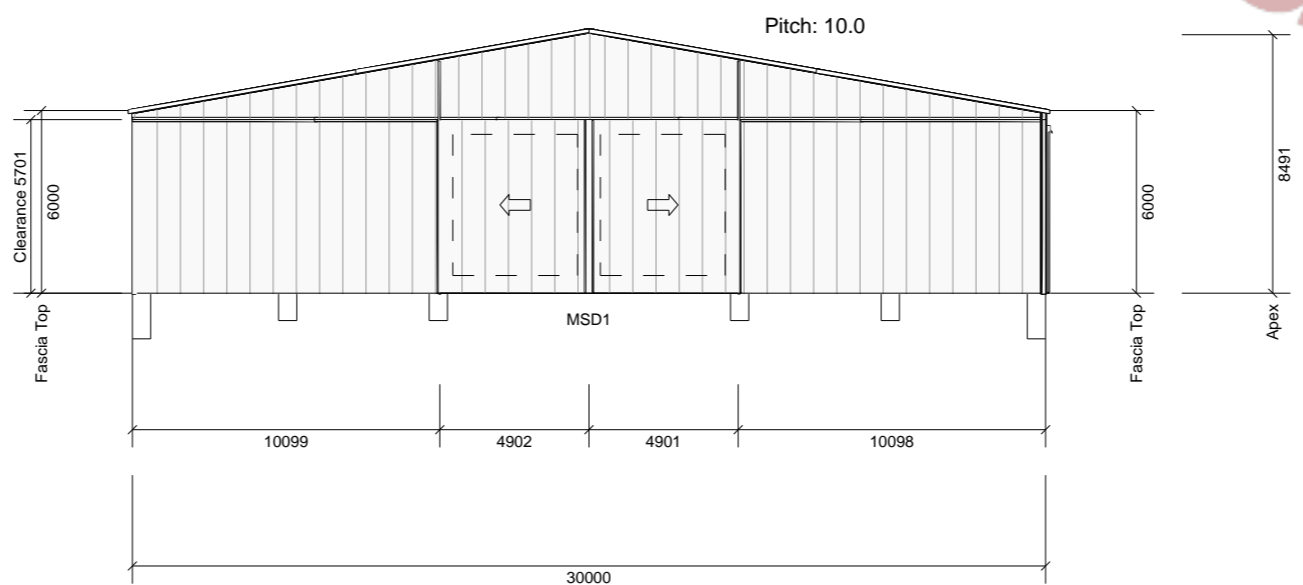 Pitch: 10.0
Clearance 5701
6000
6000
8491
Fascia Top
MSD1
Fascia Top
Apex
10099
4902
4901
10098
30000